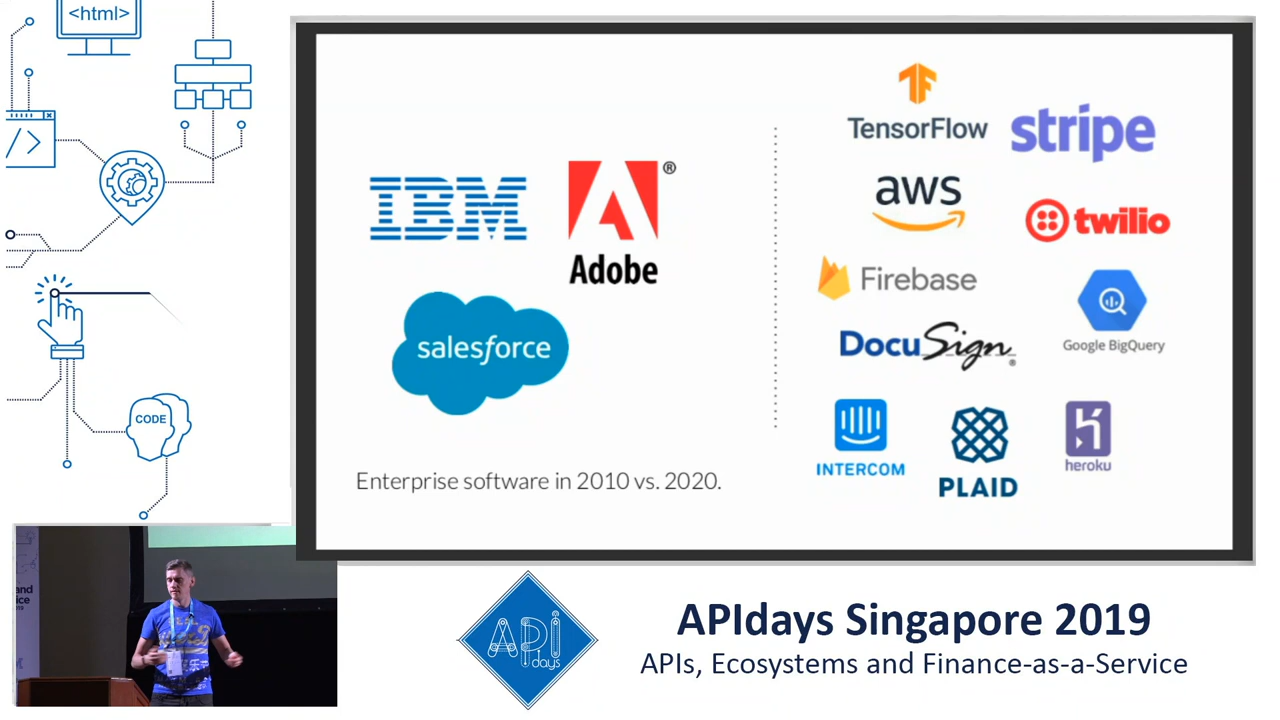 <html>
</>
CODE
IBM
®
Adobe
salesforce
Enterprise software in 2010 vs. 2020.
TensorFlow
stripe
aws
twilio
Firebase
Google BigQuery
DocuSign®
INTERCOM
PLAID
heroku
API
days
APIdays Singapore 2019
APIs, Ecosystems and Finance-as-a-Service